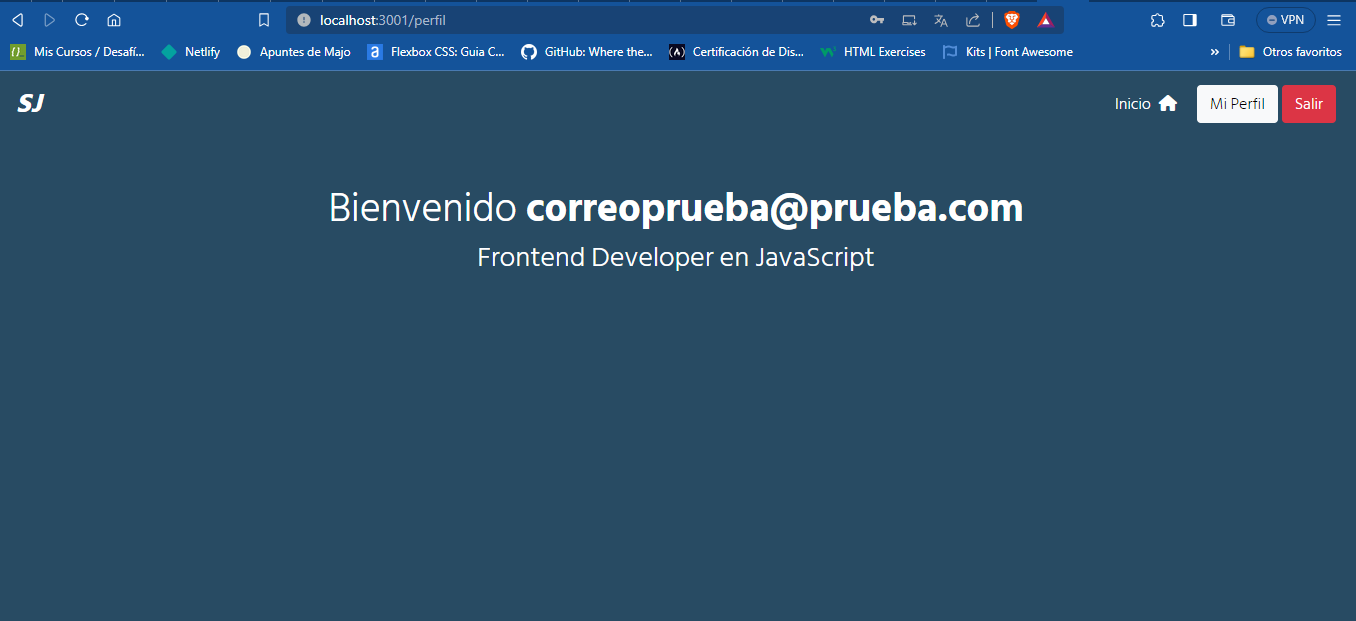 localhost:3001/perfil
VPN
Mis Cursos / Desafí...
Netlify
Apuntes de Majo
Flexbox CSS: Guia C...
GitHub: Where the...
Certificación de Dis...
HTML Exercises
Kits | Font Awesome
»
Otros favoritos
SJ
Inicio
Mi Perfil
Salir
Bienvenido correoprueba@prueba.com
Frontend Developer en JavaScript